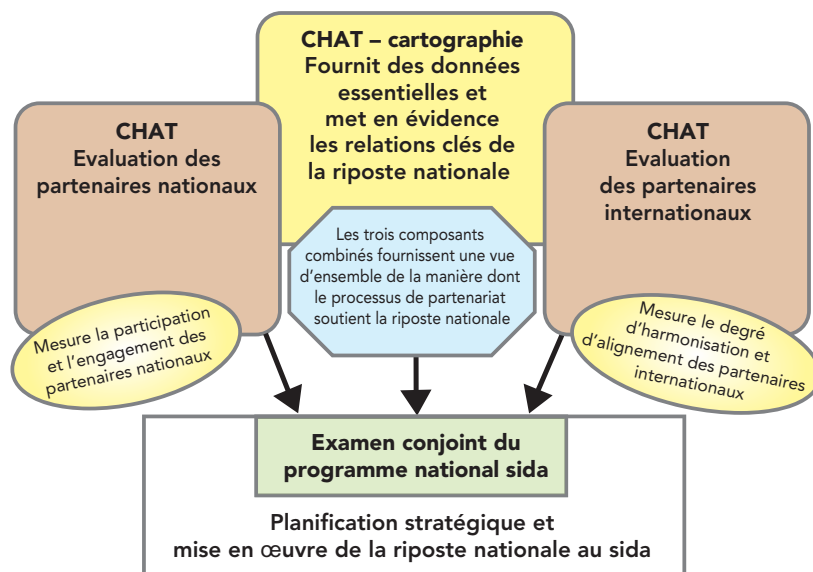 CHAT – cartographie
Fournit des données
essentielles et
met en évidence
les relations clés de
la riposte nationale
CHAT
Evaluation des
partenaires nationaux
CHAT
Evaluation
des partenaires
internationaux
Les trois composants
combinés fournissent une vue
d'ensemble de la manière dont
le processus de partenariat
soutient la riposte nationale
Mesure la participation
et l'engagement des
partenaires nationaux
Mesure le degré
d'harmonisation et
d'alignement des partenaires
internationaux
Examen conjoint du
programme national sida
Planification stratégique et
mise en œuvre de la riposte nationale au sida